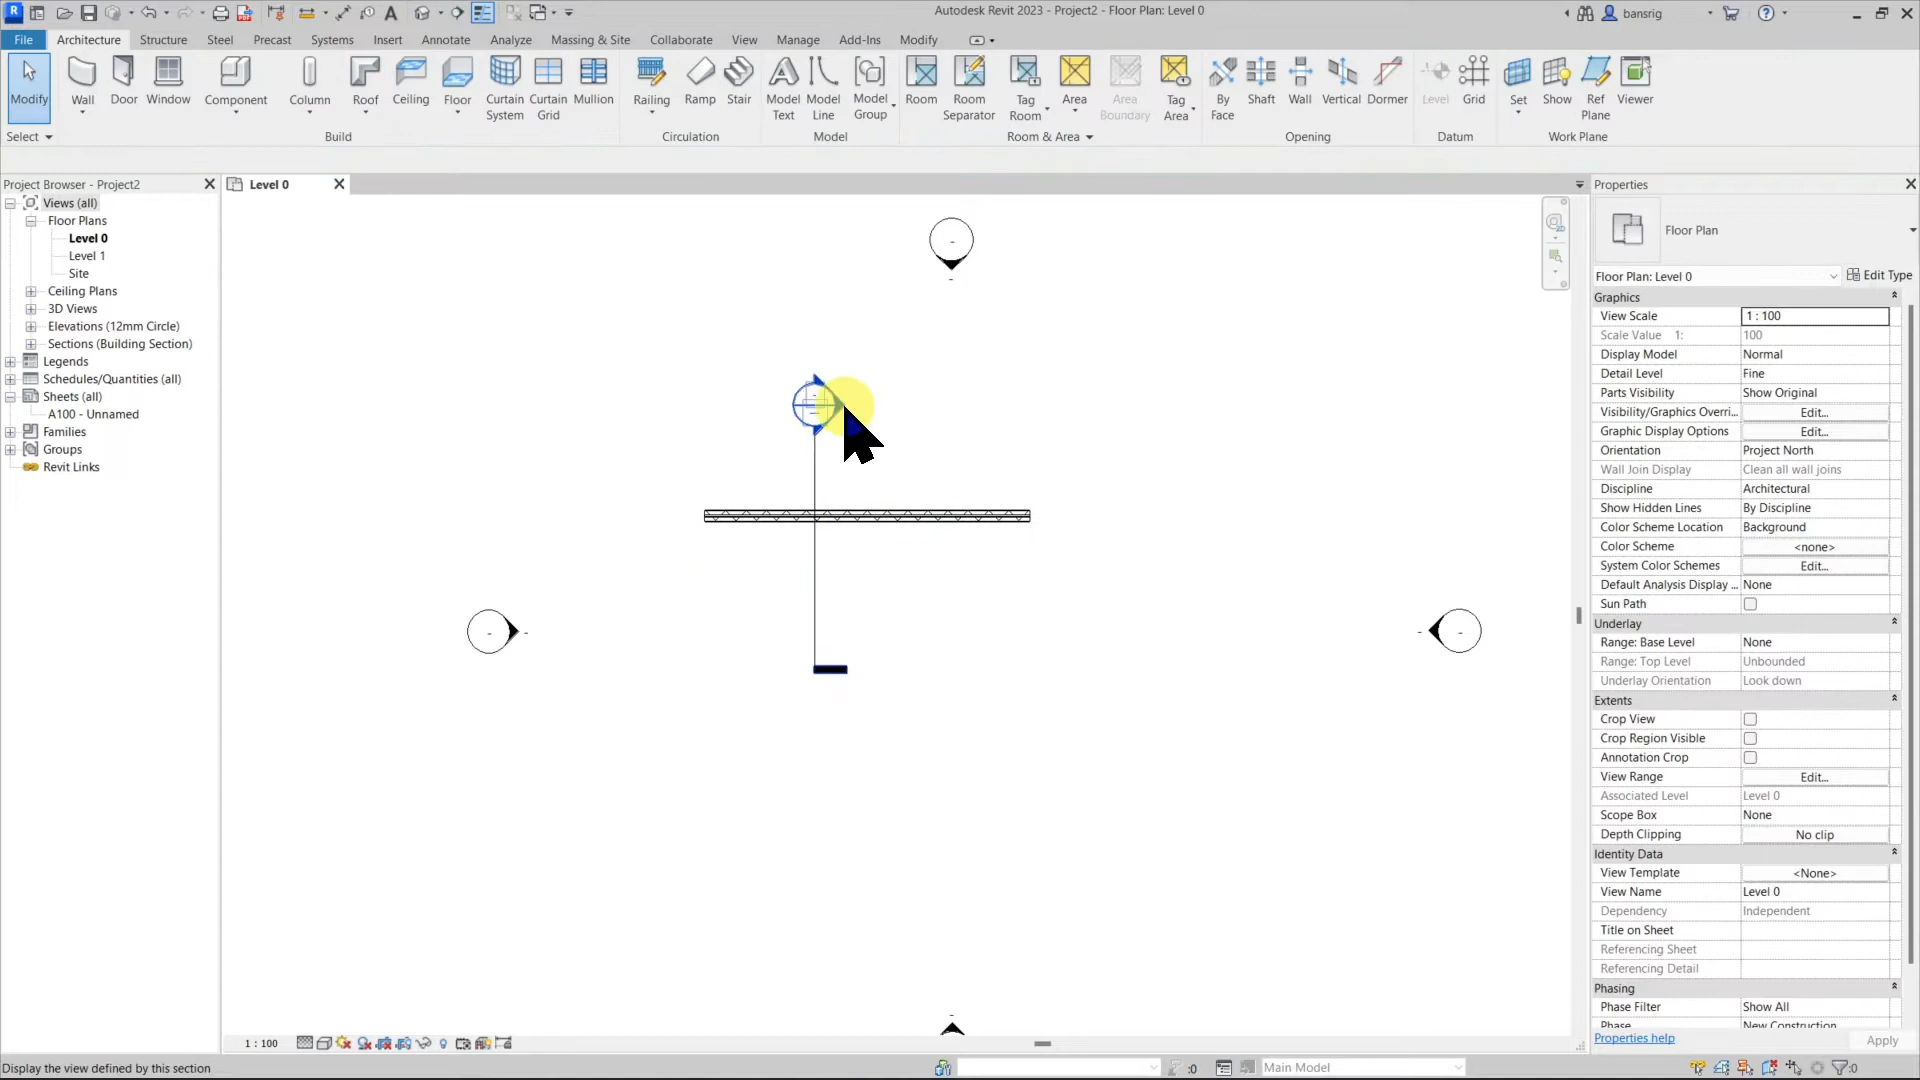 Autodesk Revit 2023 - Project2 - Floor Plan: Level 0
bansrig
File Architecture Structure Steel Precast Systems Insert Annotate Analyze Massing & Site Collaborate View Manage Add-Ins Modify
Modify Wall Door Window Component Column Roof Ceiling Floor Curtain System Curtain Grid Mullion Railing Ramp Stair Model Text Model Line Model Group Room Room Separator Tag Room Area Area Boundary Tag Area By Face Shaft Wall Vertical Dormer Level Grid Set Show Ref Plane Viewer
Select Build Circulation Model Room & Area Opening Datum Work Plane
Project Browser - Project2
Views (all)
Floor Plans
Level 0
Level 1
Site
Ceiling Plans
3D Views
Elevations (12mm Circle)
Sections (Building Section)
Legends
Schedules/Quantities (all)
Sheets (all)
A100 - Unnamed
Families
Groups
Revit Links
Level 0
Properties
Floor Plan
Floor Plan: Level 0 Edit Type
Graphics
View Scale 1 : 100
Scale Value 1: 100
Display Model Normal
Detail Level Fine
Parts Visibility Show Original
Visibility/Graphics Overri... Edit...
Graphic Display Options Edit...
Orientation Project North
Wall Join Display Clean all wall joins
Discipline Architectural
Show Hidden Lines By Discipline
Color Scheme Location Background
Color Scheme <none>
System Color Schemes Edit...
Default Analysis Display ... None
Sun Path
Underlay
Range: Base Level None
Range: Top Level Unbounded
Underlay Orientation Look down
Extents
Crop View
Crop Region Visible
Annotation Crop
View Range Edit...
Associated Level Level 0
Scope Box None
Depth Clipping No clip
Identity Data
View Template <None>
View Name Level 0
Dependency Independent
Title on Sheet
Referencing Sheet
Referencing Detail
Phasing
Phase Filter Show All
Phase New Construction
Properties help Apply
1 : 100
Display the view defined by this section
:0
Main Model
:0